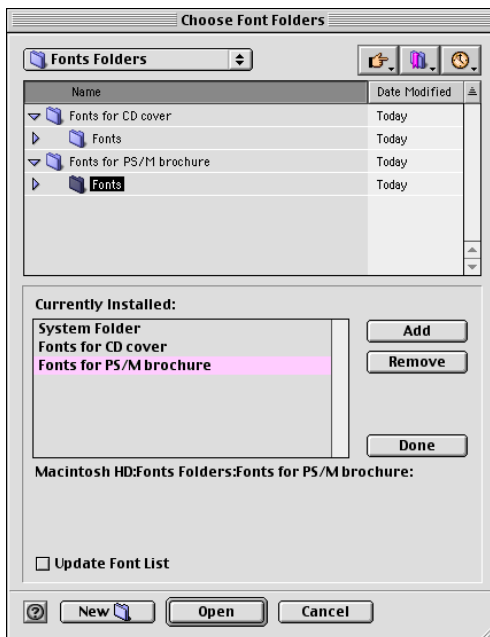 Choose Font Folders
Fonts Folders
Name Date Modified
Fonts for CD cover Today
Fonts Today
Fonts for PS/M brochure Today
Fonts Today
Currently Installed:
System Folder
Fonts for CD cover
Fonts for PS/M brochure
Add
Remove
Done
Macintosh HD:Fonts Folders:Fonts for PS/M brochure:
Update Font List
? New Open Cancel